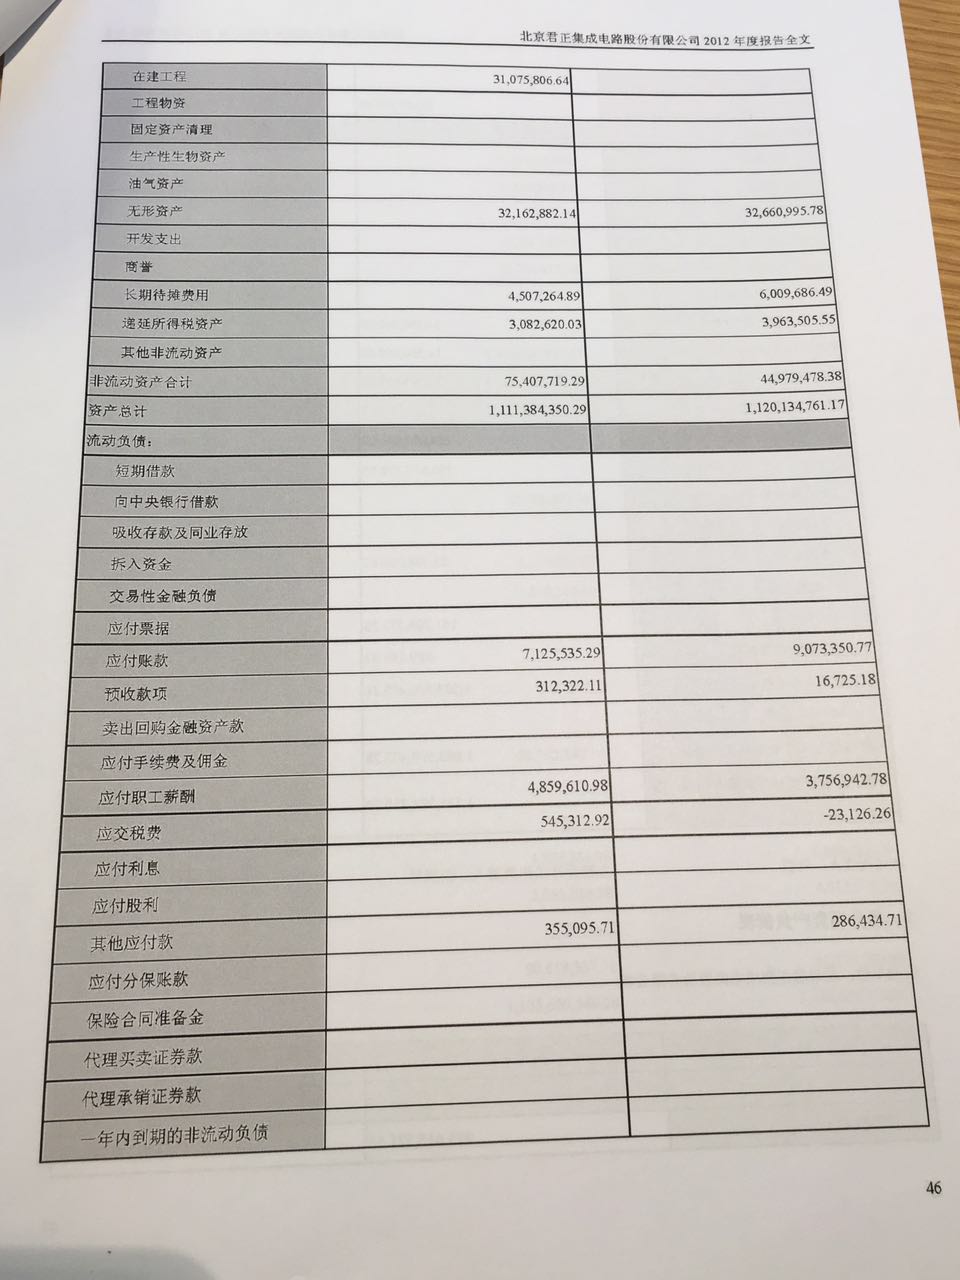 北京君正集成电路股份有限公司 2012 年度报告全文
在建工程 31,075,806.64
工程物资
固定资产清理
生产性生物资产
油气资产
无形资产 32,162,882.14 32,660,995.78
开发支出
商誉
长期待摊费用 4,507,264.89 6,009,686.49
递延所得税资产 3,082,620.03 3,963,505.55
其他非流动资产
非流动资产合计 75,407,719.29 44,979,478.38
资产总计 1,111,384,350.29 1,120,134,761.17
流动负债：
短期借款
向中央银行借款
吸收存款及同业存放
拆入资金
交易性金融负债
应付票据
应付账款 7,125,535.29 9,073,350.77
预收款项 312,322.11 16,725.18
卖出回购金融资产款
应付手续费及佣金
应付职工薪酬 4,859,610.98 3,756,942.78
应交税费 545,312.92 -23,126.26
应付利息
应付股利
其他应付款 355,095.71 286,434.71
应付分保账款
保险合同准备金
代理买卖证券款
代理承销证券款
一年内到期的非流动负债
46